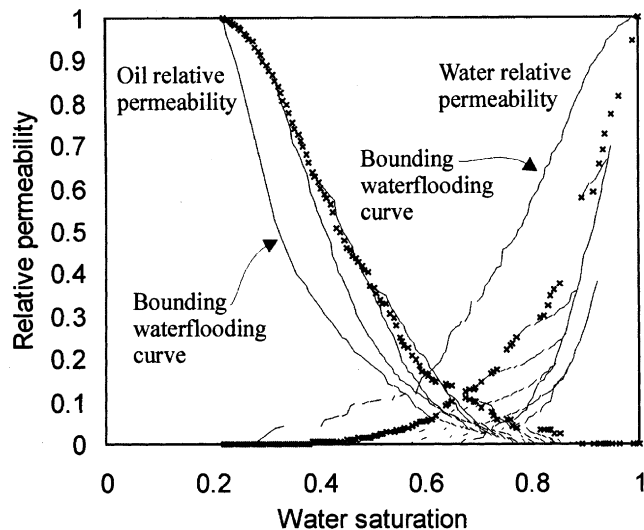 1
0.9
0.8
0.7
0.6
0.5
0.4
0.3
0.2
0.1
0
Relative permeability
Oil relative
permeability
Water relative
permeability
Bounding
waterflooding
curve
Bounding
waterflooding
curve
0
0.2
0.4
0.6
0.8
1
Water saturation